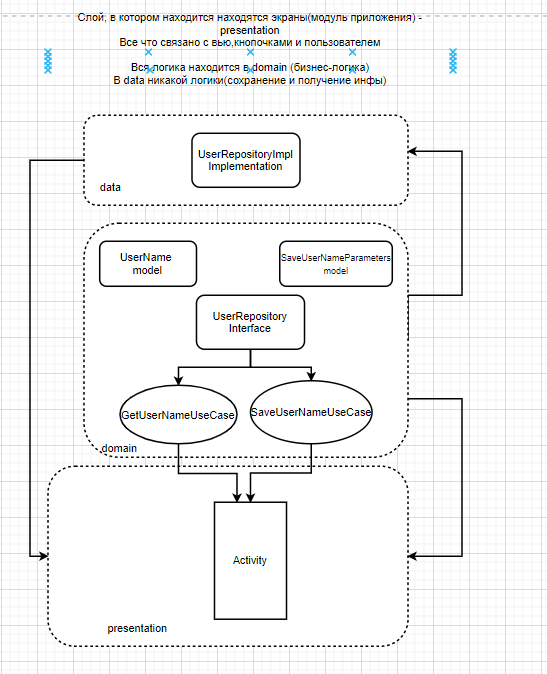 Слой, в котором находится находятся экраны(модуль приложения) -
presentation
Все что связано с вью,кнопочками и пользователем
Вся логика находится в domain (бизнес-логика)
В data никакой логики(сохранение и получение инфы)
UserRepositoryImpl
Implementation
data
UserName
model
SaveUserNameParameters
model
UserRepository
Interface
GetUserNameUseCase
SaveUserNameUseCase
domain
Activity
presentation